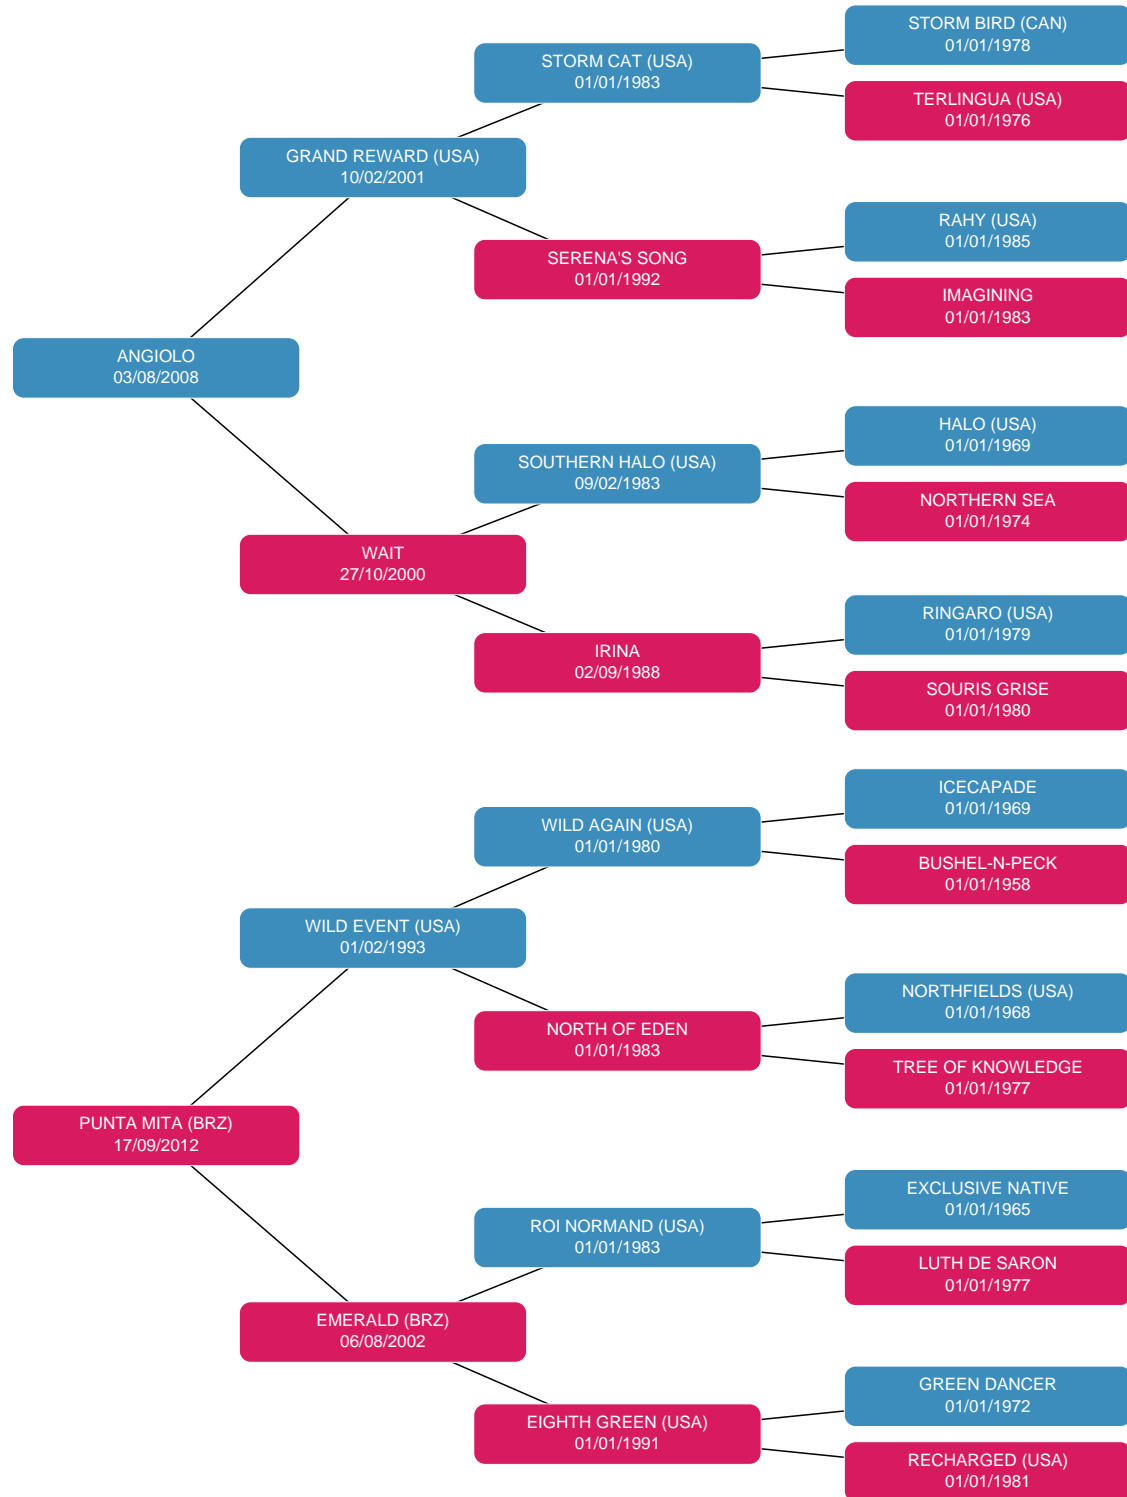 STORM BIRD (CAN)
01/01/1978
STORM CAT (USA)
01/01/1983
TERLINGUA (USA)
01/01/1976
GRAND REWARD (USA)
10/02/2001
RAHY (USA)
01/01/1985
SERENA'S SONG
01/01/1992
IMAGINING
01/01/1983
ANGIOLO
03/08/2008
HALO (USA)
01/01/1969
SOUTHERN HALO (USA)
09/02/1983
NORTHERN SEA
01/01/1974
WAIT
27/10/2000
RINGARO (USA)
01/01/1979
IRINA
02/09/1988
SOURIS GRISE
01/01/1980
ICECAPADE
01/01/1969
WILD AGAIN (USA)
01/01/1980
BUSHEL-N-PECK
01/01/1958
WILD EVENT (USA)
01/02/1993
NORTHFIELDS (USA)
01/01/1968
NORTH OF EDEN
01/01/1983
TREE OF KNOWLEDGE
01/01/1977
PUNTA MITA (BRZ)
17/09/2012
EXCLUSIVE NATIVE
01/01/1965
ROI NORMAND (USA)
01/01/1983
LUTH DE SARON
01/01/1977
EMERALD (BRZ)
06/08/2002
GREEN DANCER
01/01/1972
EIGHTH GREEN (USA)
01/01/1991
RECHARGED (USA)
01/01/1981